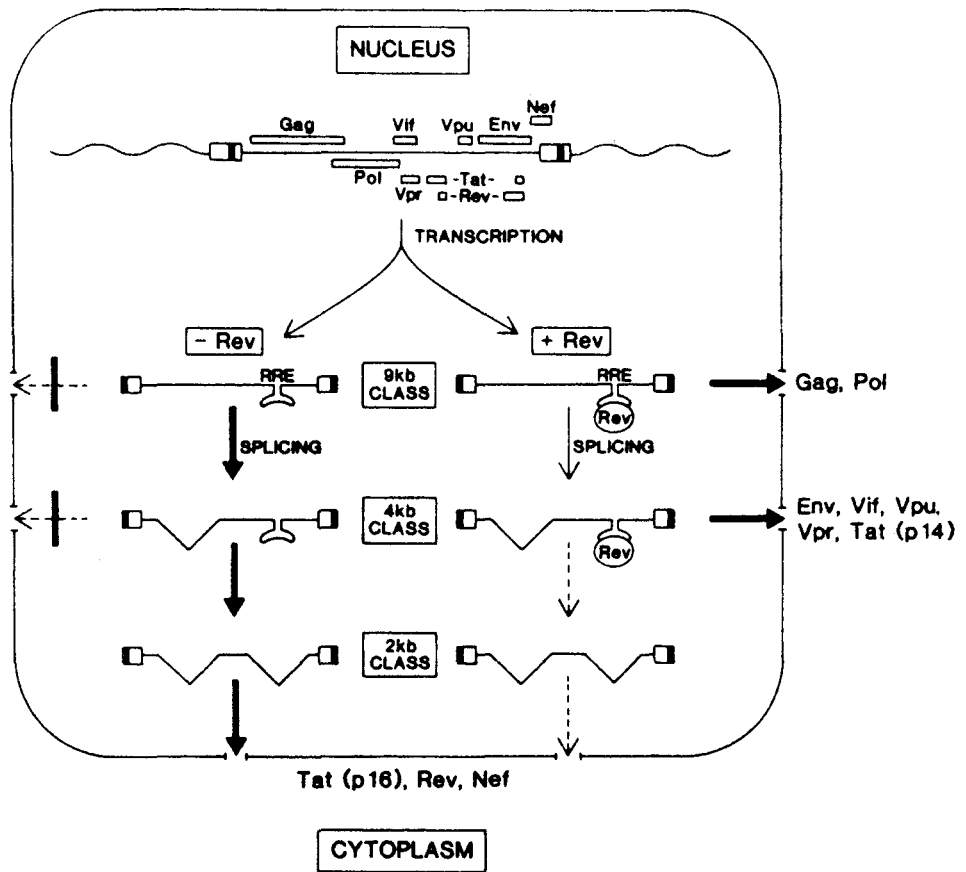 NUCLEUS
Nef
Gag Vif Vpu Env
Pol -Tat-
Vpr -Rev-
TRANSCRIPTION
- Rev + Rev
RRE 9kb CLASS RRE
Rev
Gag, Pol
SPLICING SPLICING
4kb CLASS
Rev
Env, Vif, Vpu,
Vpr, Tat (p14)
2kb CLASS
Tat (p16), Rev, Nef
CYTOPLASM